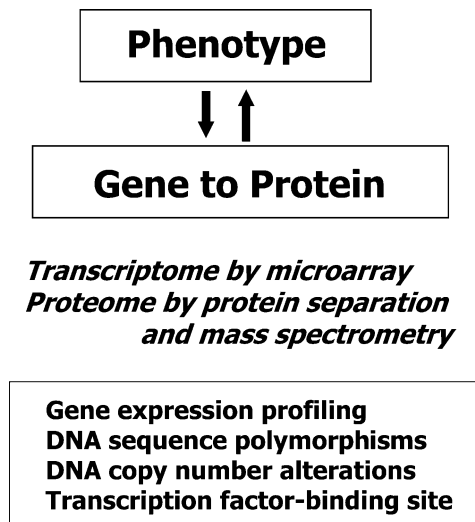 Phenotype
Gene to Protein
Transcriptome by microarray
Proteome by protein separation
and mass spectrometry
Gene expression profiling
DNA sequence polymorphisms
DNA copy number alterations
Transcription factor-binding site